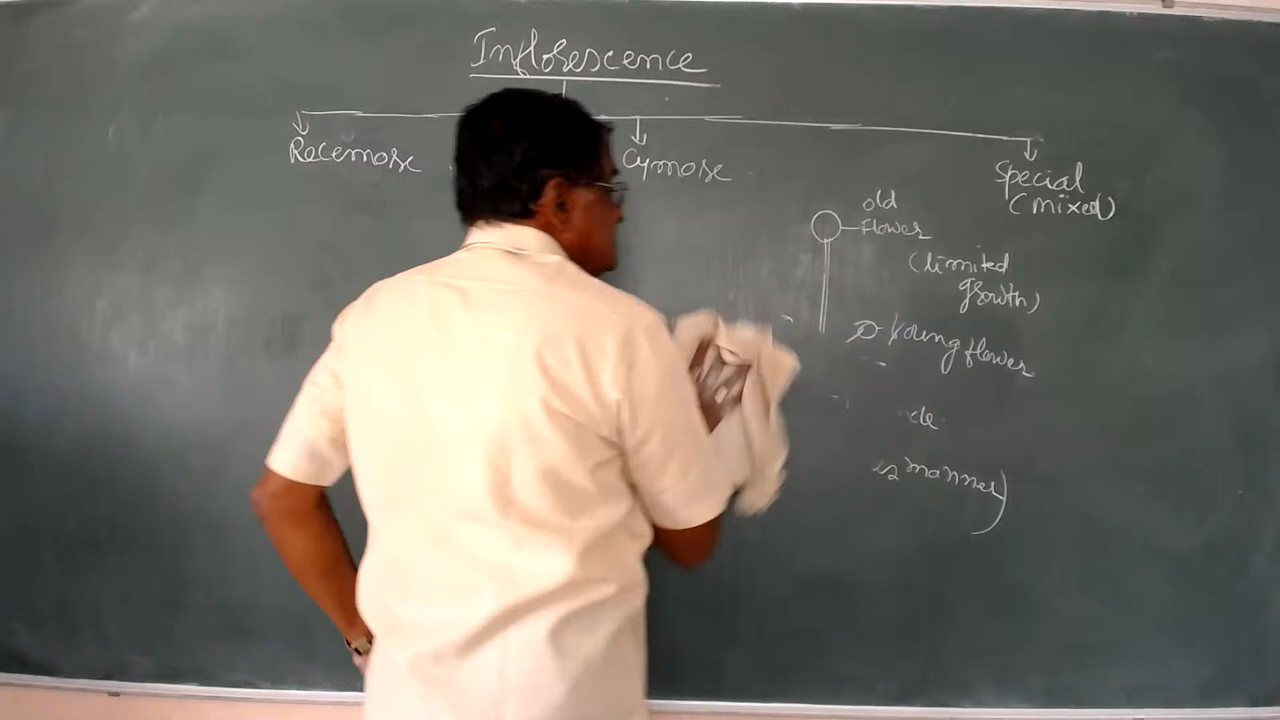 Inflorescence
Recemose
Cymose
Special
(mixed)
old
Flower
(limited
growth)
Young flower
manner)